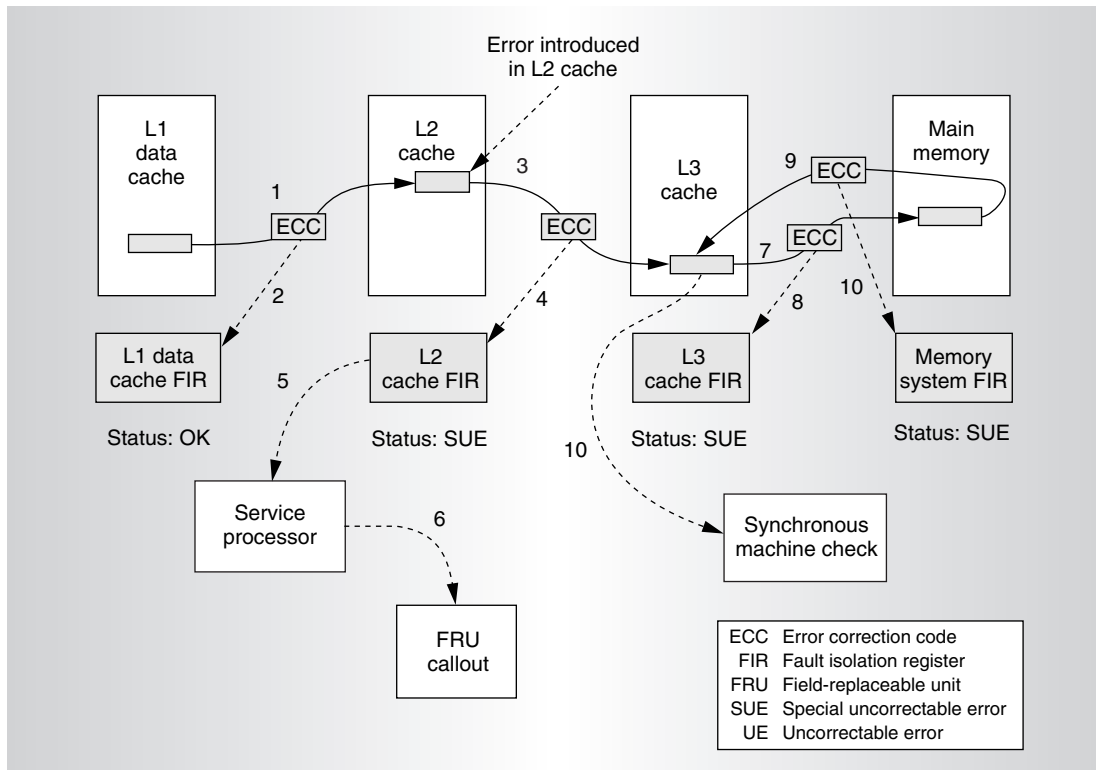 Error introduced
in L2 cache
L1
data
cache
L2
cache
L3
cache
Main
memory
1
ECC
3
ECC
9
ECC
7
ECC
2
4
8
10
L1 data
cache FIR
L2
cache FIR
L3
cache FIR
Memory
system FIR
Status: OK
Status: SUE
Status: SUE
Status: SUE
5
10
Service
processor
6
Synchronous
machine check
FRU
callout
ECC Error correction code
FIR Fault isolation register
FRU Field-replaceable unit
SUE Special uncorrectable error
UE Uncorrectable error